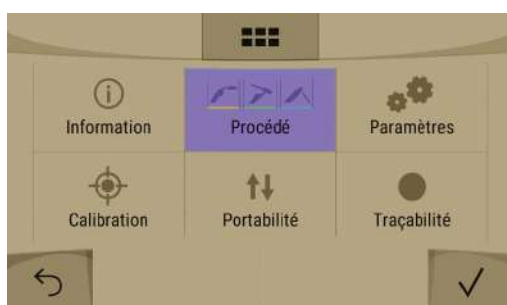 Information
Procédé
Paramètres
Calibration
Portabilité
Traçabilité